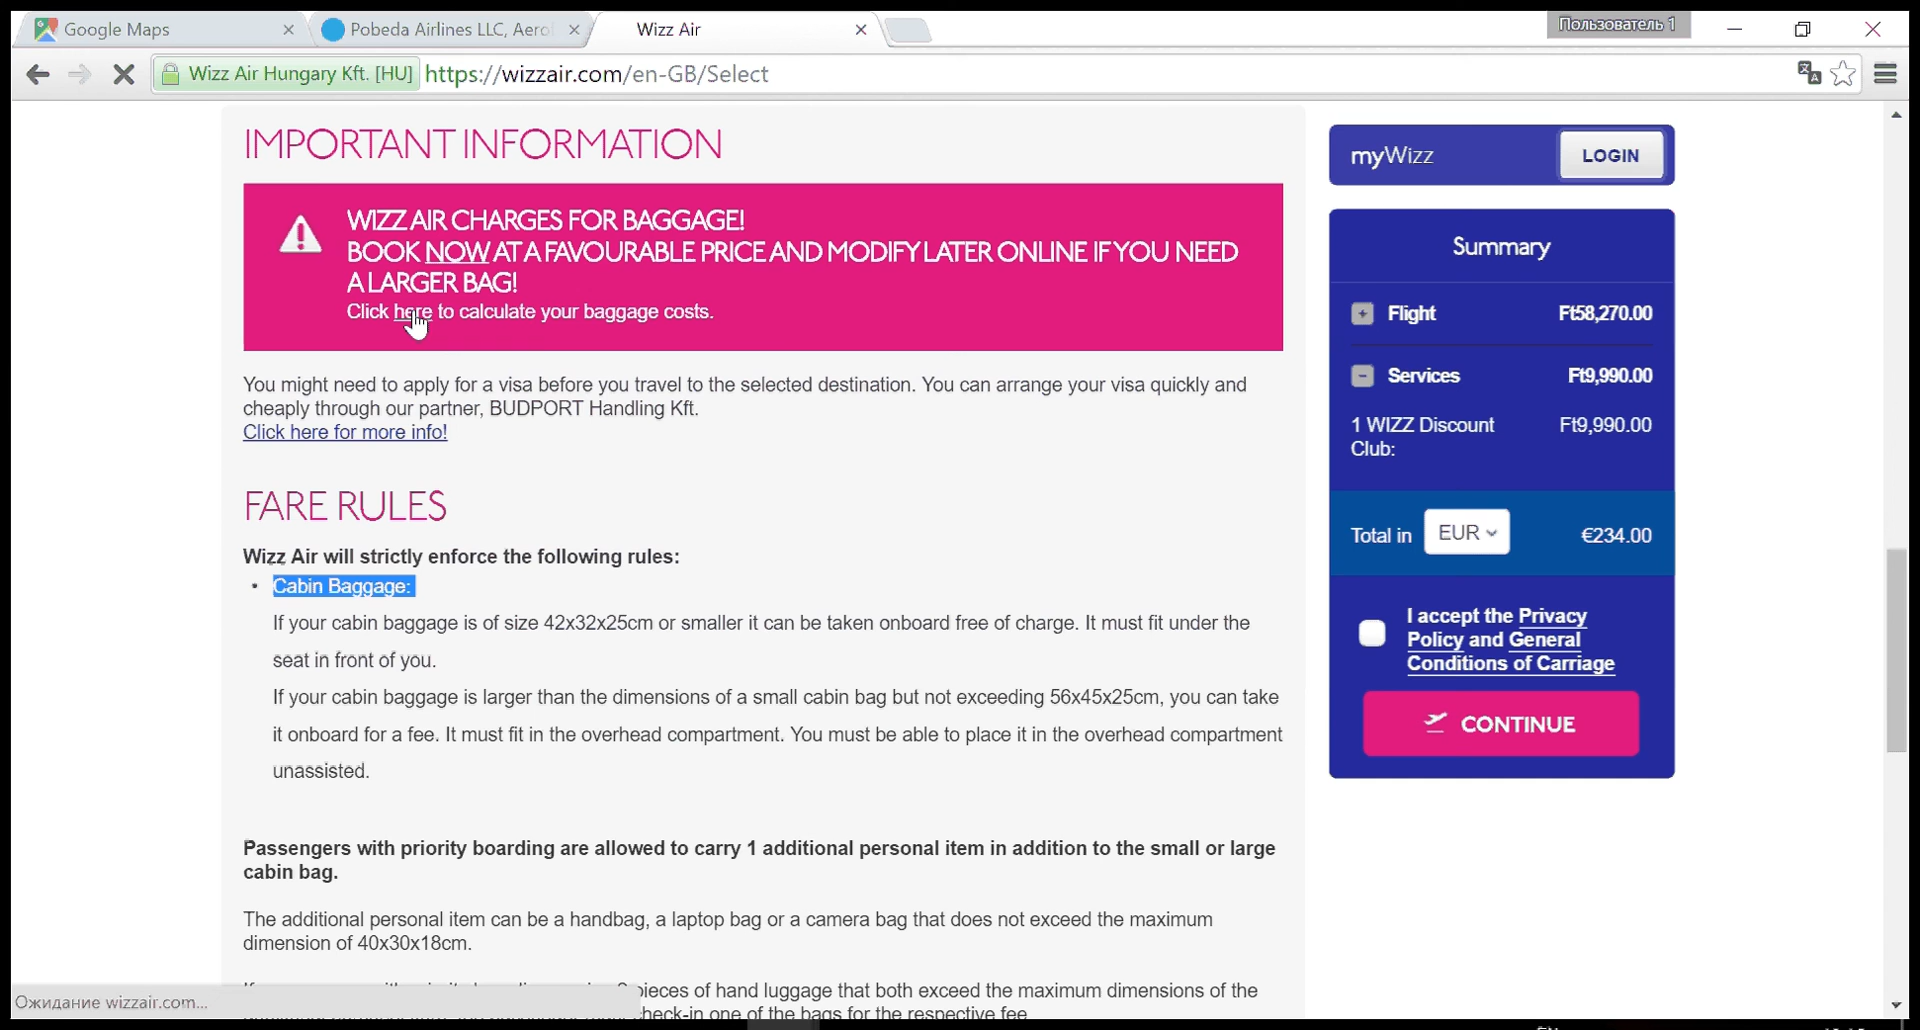 Google Maps
Pobeda Airlines LLC, Aerol
Wizz Air
Пользователь 1
Wizz Air Hungary Kft. [HU] https://wizzair.com/en-GB/Select
IMPORTANT INFORMATION
WIZZ AIR CHARGES FOR BAGGAGE!
BOOK NOW AT A FAVOURABLE PRICE AND MODIFY LATER ONLINE IF YOU NEED
A LARGER BAG!
Click here to calculate your baggage costs.
You might need to apply for a visa before you travel to the selected destination. You can arrange your visa quickly and
cheaply through our partner, BUDPORT Handling Kft.
Click here for more info!
FARE RULES
Wizz Air will strictly enforce the following rules:
• Cabin Baggage:
If your cabin baggage is of size 42x32x25cm or smaller it can be taken onboard free of charge. It must fit under the
seat in front of you.
If your cabin baggage is larger than the dimensions of a small cabin bag but not exceeding 56x45x25cm, you can take
it onboard for a fee. It must fit in the overhead compartment. You must be able to place it in the overhead compartment
unassisted.
Passengers with priority boarding are allowed to carry 1 additional personal item in addition to the small or large
cabin bag.
The additional personal item can be a handbag, a laptop bag or a camera bag that does not exceed the maximum
dimension of 40x30x18cm.
pieces of hand luggage that both exceed the maximum dimensions of the
check-in one of the bags for the respective fee
Ожидание wizzair.com...
myWizz LOGIN
Summary
Flight Ft58,270.00
Services Ft9,990.00
1 WIZZ Discount Ft9,990.00
Club:
Total in EUR €234.00
I accept the Privacy
Policy and General
Conditions of Carriage
CONTINUE